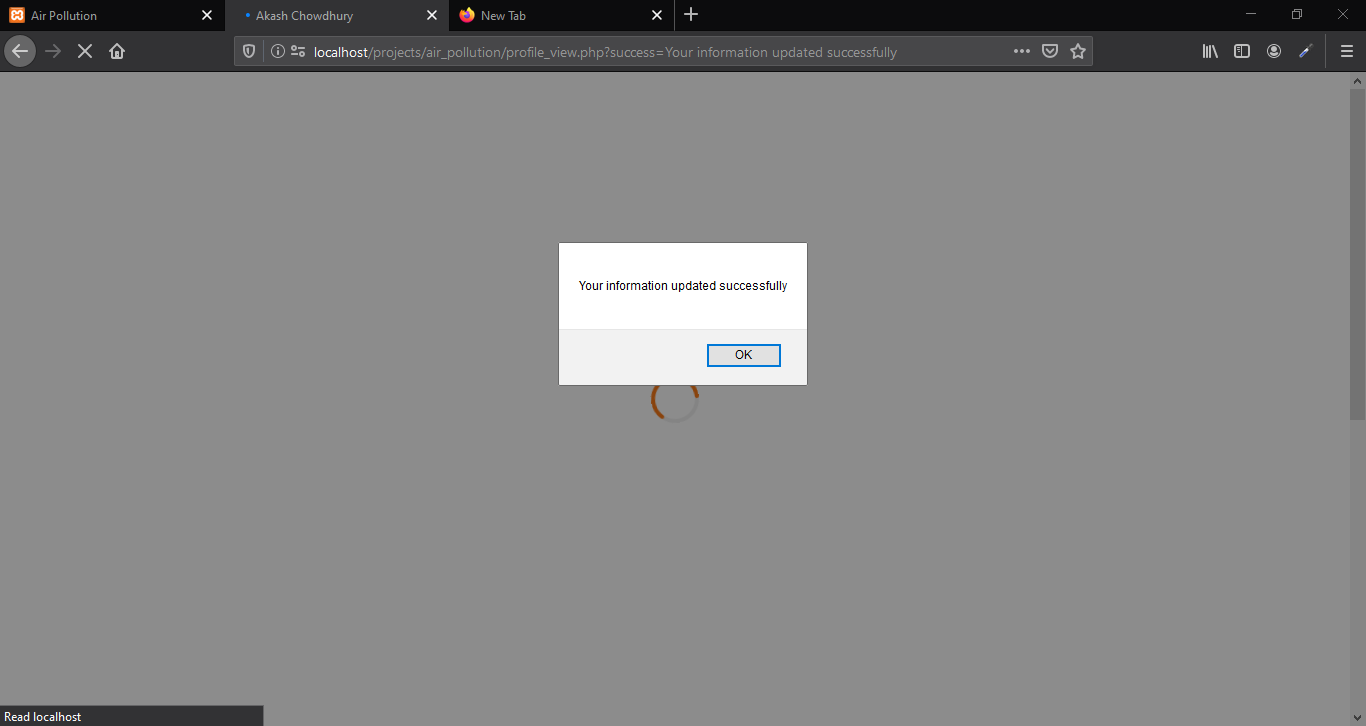 Air Pollution
Akash Chowdhury
New Tab
localhost/projects/air_pollution/profile_view.php?success=Your information updated successfully
Your information updated successfully
OK
Read localhost